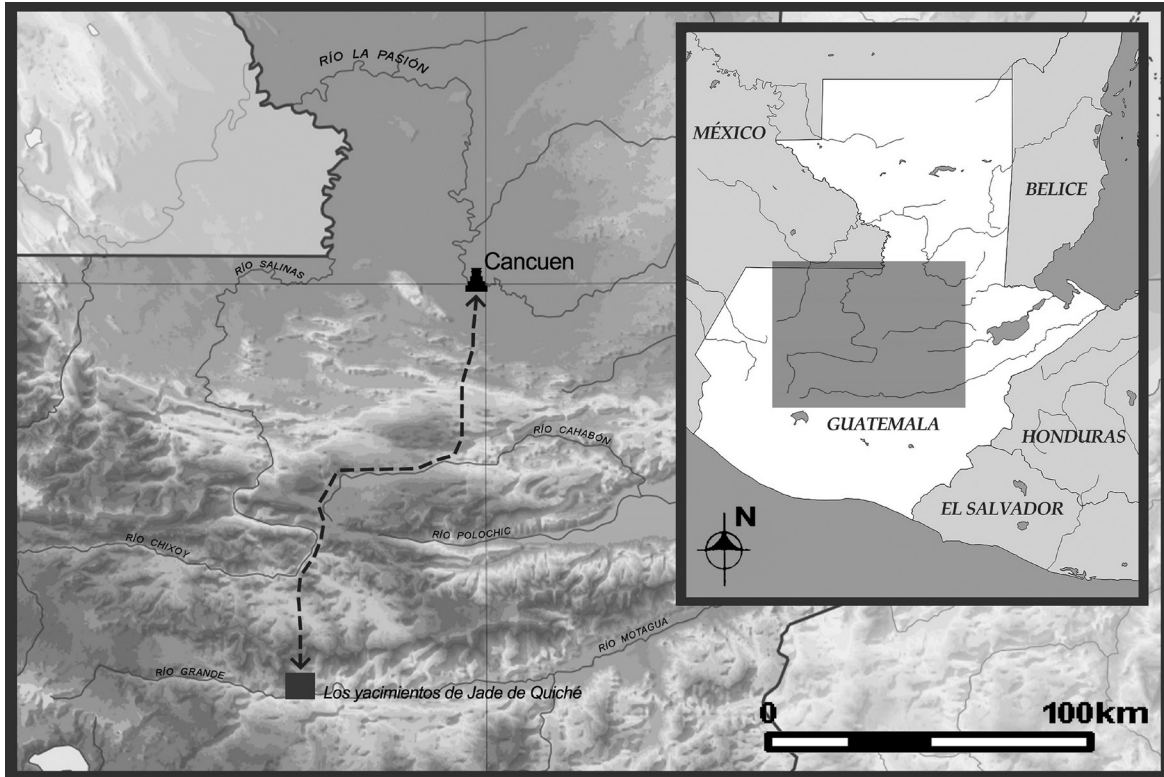 RÍO LA PASIÓN
RÍO SALINAS
Cancuen
RÍO CAHABÓN
RÍO POLOCHIC
RÍO CHIXOY
RÍO MOTAGUA
RÍO GRANDE
Los yacimientos de Jade de Quiché
MÉXICO
BELICE
GUATEMALA
HONDURAS
EL SALVADOR
N
0 100km